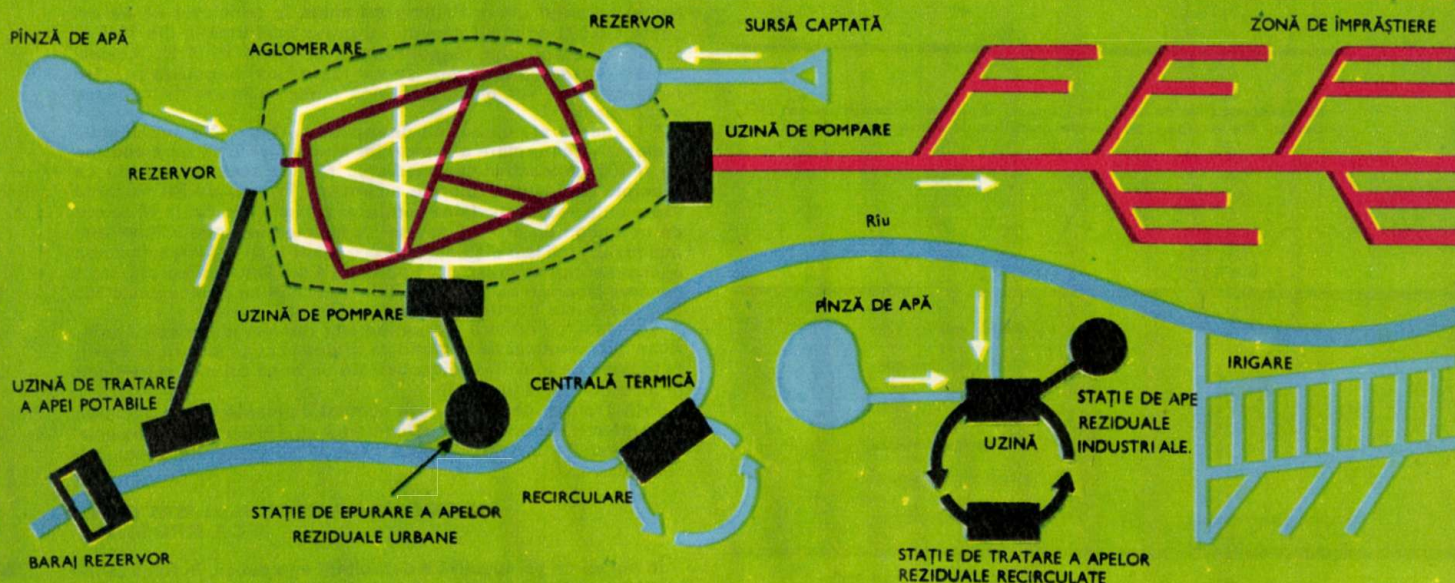 PÎNZĂ DE APĂ
AGLOMERARE
REZERVOR
SURSĂ CAPTATĂ
ZONĂ DE ÎMPRĂȘTIERE
UZINĂ DE POMPARE
REZERVOR
Rîu
UZINĂ DE POMPARE
PÎNZĂ DE APĂ
IRIGARE
UZINĂ DE TRATARE
A APEI POTABILE
CENTRALĂ TERMICĂ
STAȚIE DE APE
REZIDUALE
INDUSTRIALE.
UZINĂ
RECIRCULARE
STAȚIE DE EPURARE A APELOR
REZIDUALE URBANE
BARAJ REZERVOR
STAȚIE DE TRATARE A APELOR
REZIDUALE RECIRCULATE